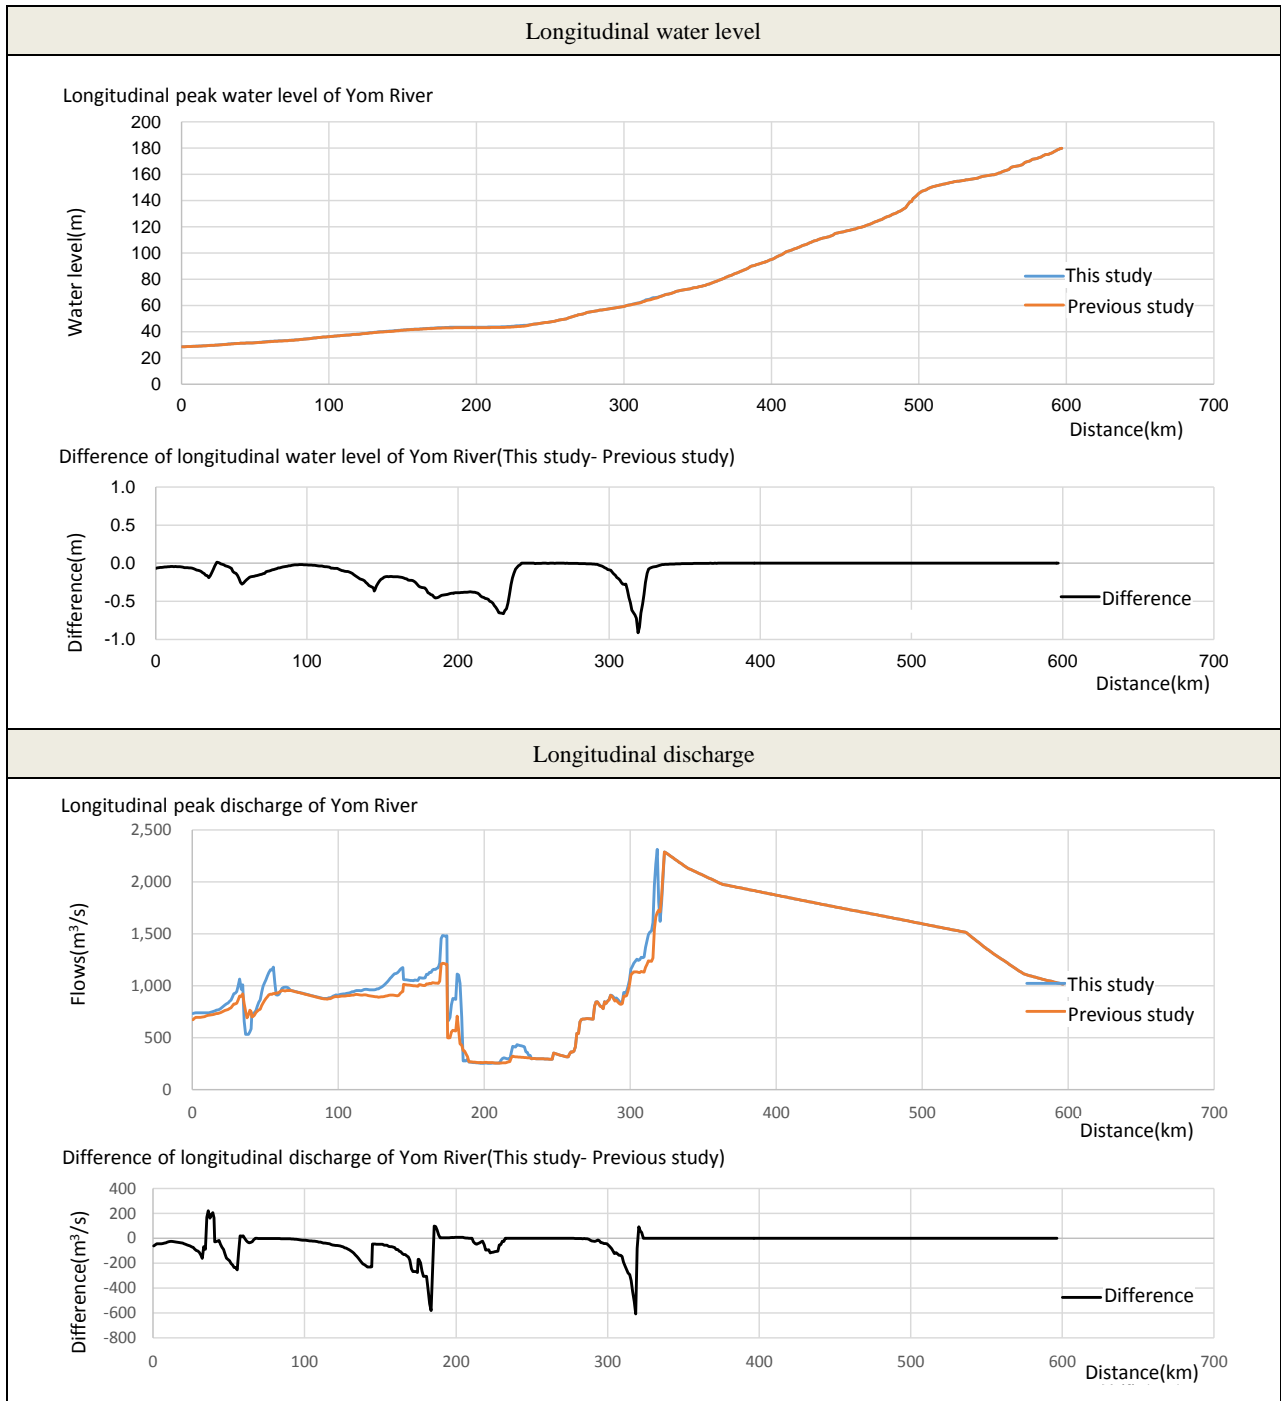 Longitudinal water level
Longitudinal peak water level of Yom River
200
180
160
140
120
100
80
60
40
20
0
Water level(m)
This study
Previous study
0 100 200 300 400 500 600 700
Distance(km)
Difference of longitudinal water level of Yom River(This study- Previous study)
1.0
0.5
0.0
-0.5
-1.0
Difference(m)
Difference
0 100 200 300 400 500 600 700
Distance(km)
Longitudinal discharge
Longitudinal peak discharge of Yom River
2,500
2,000
1,500
1,000
500
0
Flows(m³/s)
This study
Previous study
0 100 200 300 400 500 600 700
Distance(km)
Difference of longitudinal discharge of Yom River(This study- Previous study)
400
200
0
-200
-400
-600
-800
Difference(m³/s)
Difference
0 100 200 300 400 500 600 700
Distance(km)